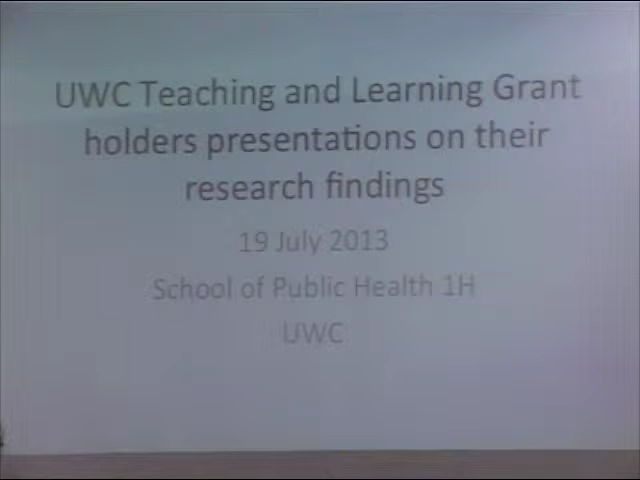 UWC Teaching and Learning Grant
holders presentations on their
research findings
19 July 2013
School of Public Health 1H
UWC